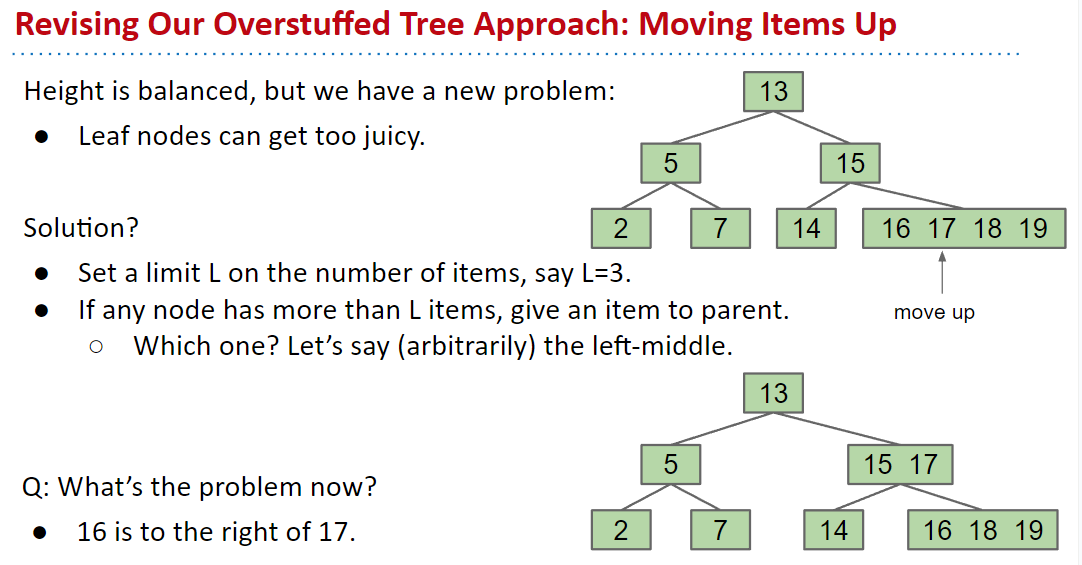 Revising Our Overstuffed Tree Approach: Moving Items Up
Height is balanced, but we have a new problem:
● Leaf nodes can get too juicy.
13
5 15
2 7 14 16 17 18 19
move up
Solution?
● Set a limit L on the number of items, say L=3.
● If any node has more than L items, give an item to parent.
○ Which one? Let’s say (arbitrarily) the left-middle.
13
5 15 17
2 7 14 16 18 19
Q: What’s the problem now?
● 16 is to the right of 17.